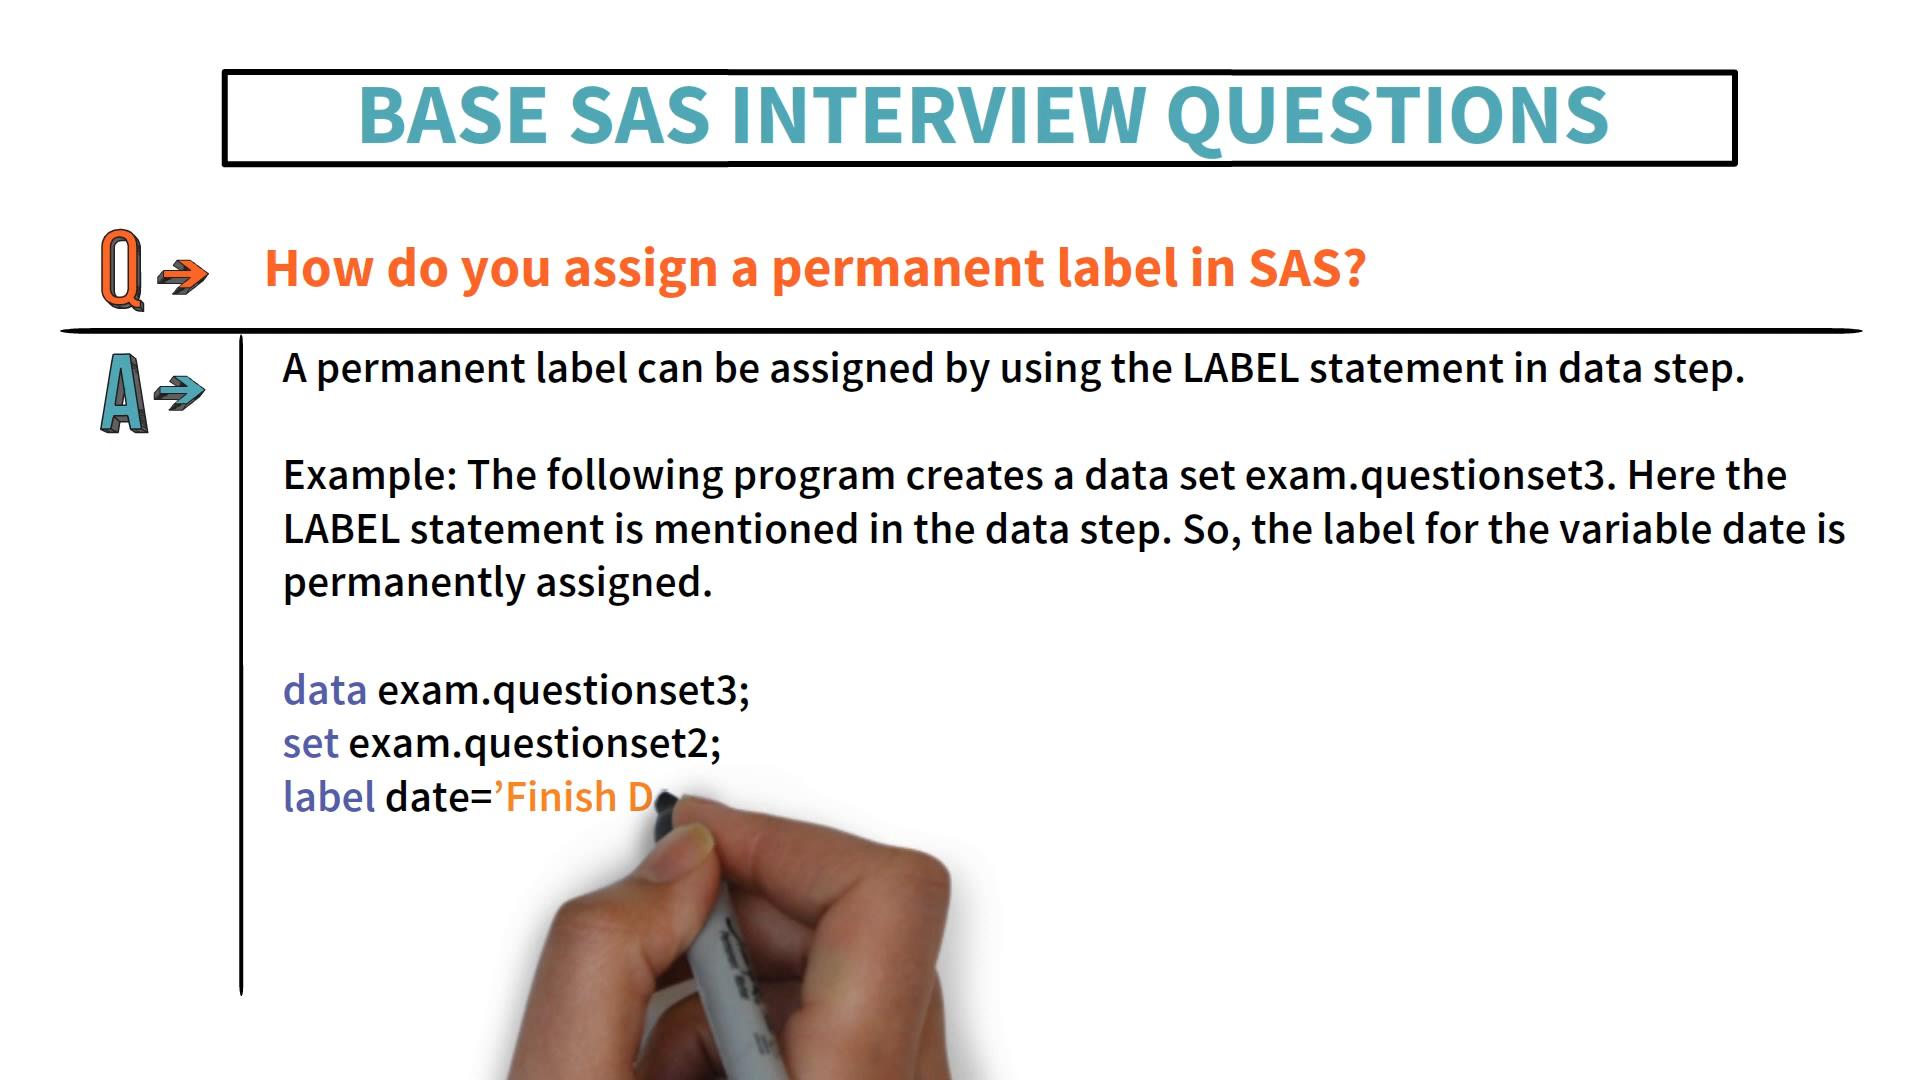 BASE SAS INTERVIEW QUESTIONS
Q
How do you assign a permanent label in SAS?
A
A permanent label can be assigned by using the LABEL statement in data step.
Example: The following program creates a data set exam.questionset3. Here the
LABEL statement is mentioned in the data step. So, the label for the variable date is
permanently assigned.
data exam.questionset3;
set exam.questionset2;
label date=’Finish D